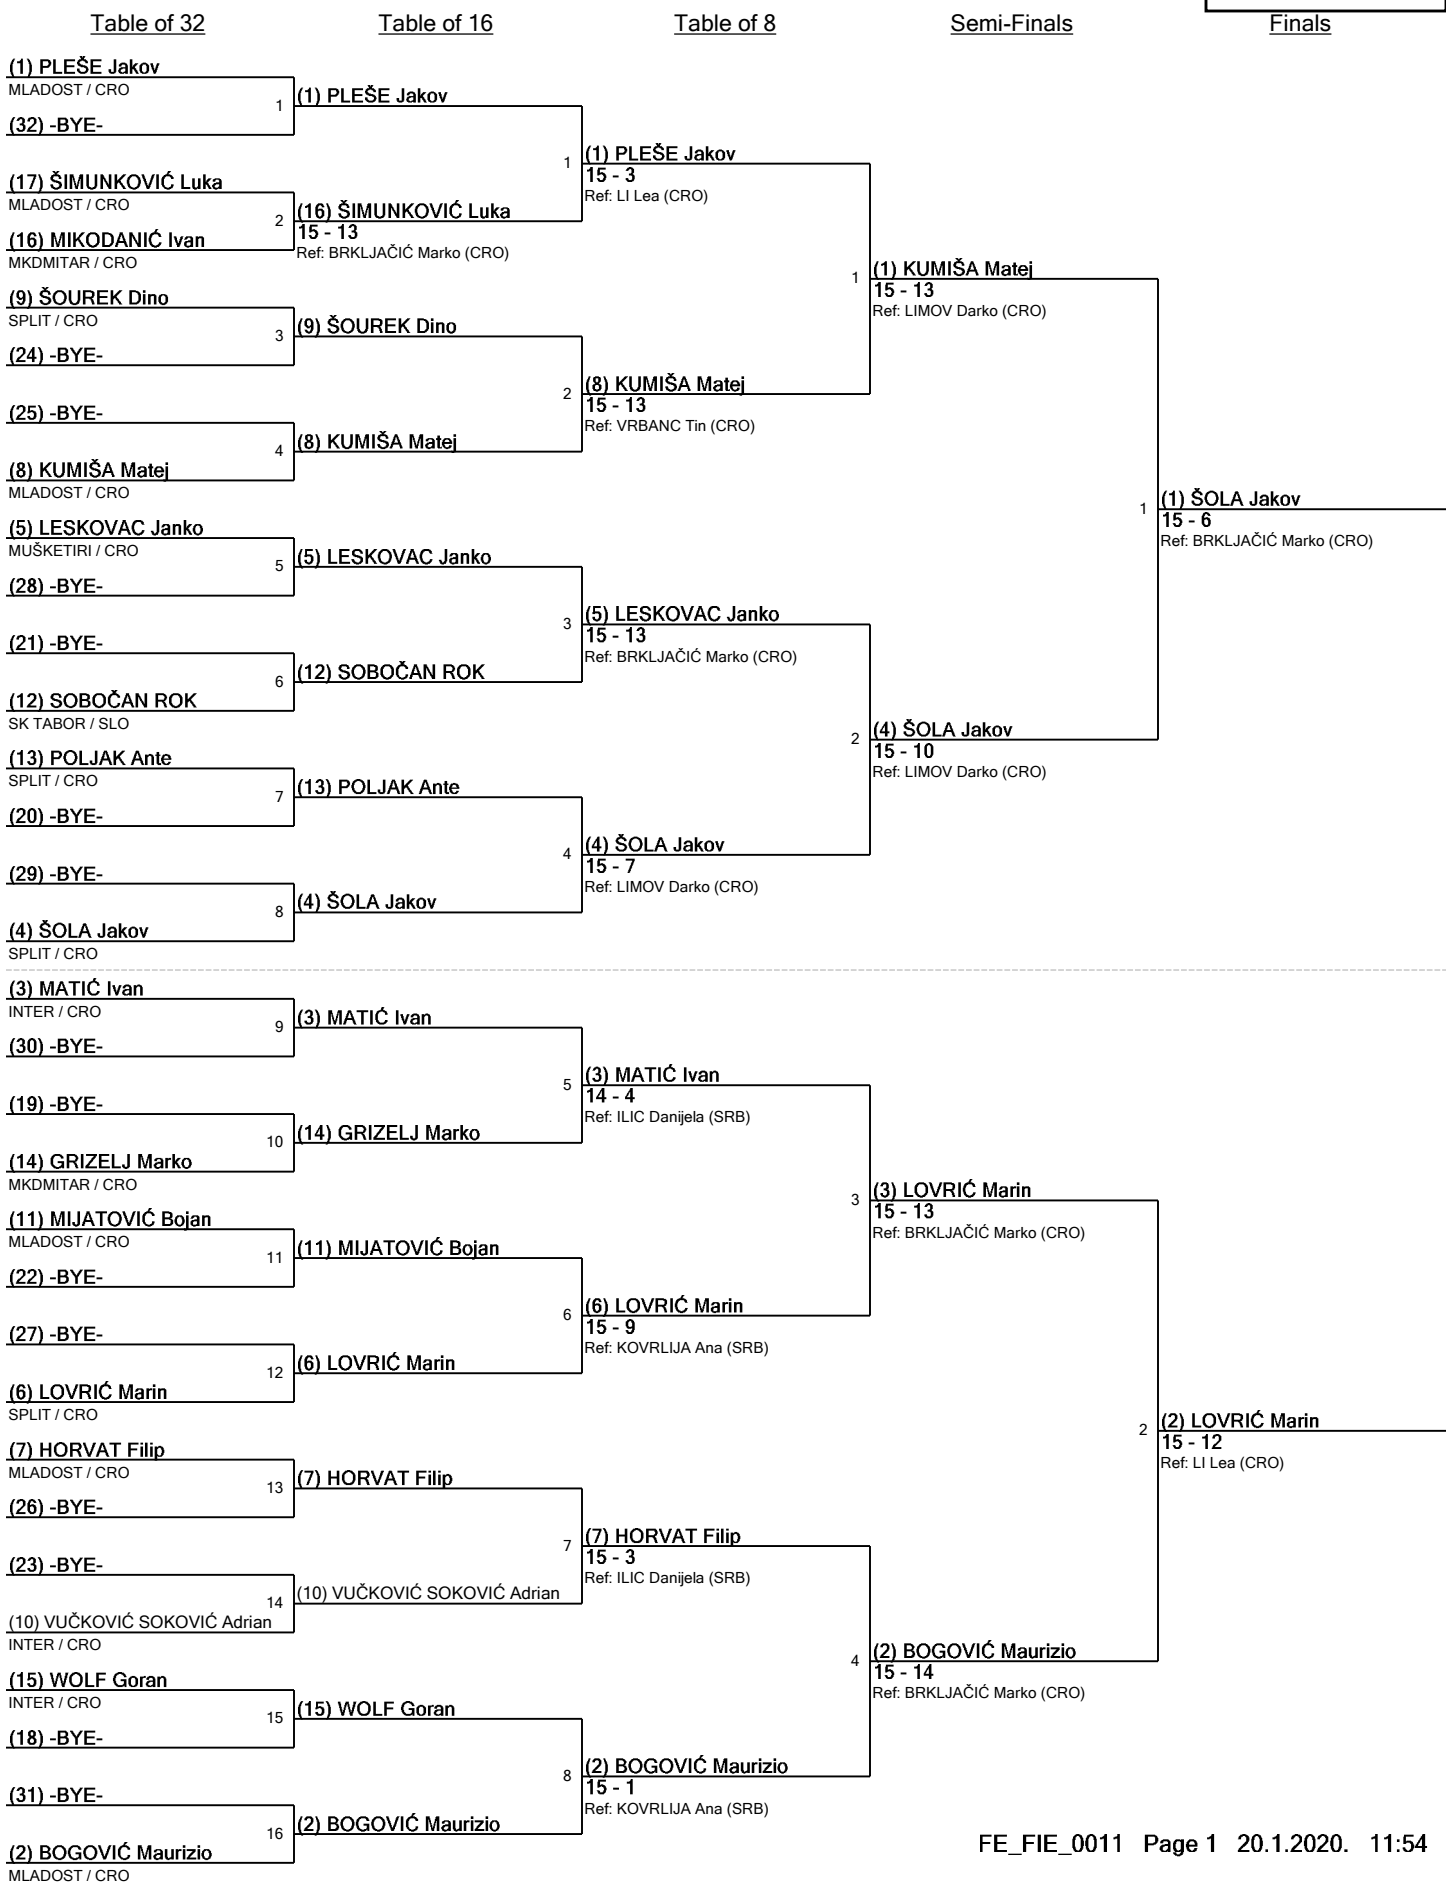 Table of 32
Table of 16
Table of 8
Semi-Finals
Finals
(1) PLEŠE Jakov
MLADOST / CRO
(32) -BYE-
(17) ŠIMUNKOVIĆ Luka
MLADOST / CRO
(16) MIKODANIĆ Ivan
MKDMITAR / CRO
(9) ŠOUREK Dino
SPLIT / CRO
(24) -BYE-
(25) -BYE-
(8) KUMIŠA Matej
MLADOST / CRO
(5) LESKOVAC Janko
MUŠKETIRI / CRO
(28) -BYE-
(21) -BYE-
(12) SOBOČAN ROK
SK TABOR / SLO
(13) POLJAK Ante
SPLIT / CRO
(20) -BYE-
(29) -BYE-
(4) ŠOLA Jakov
SPLIT / CRO
(3) MATIĆ Ivan
INTER / CRO
(30) -BYE-
(19) -BYE-
(14) GRIZELJ Marko
MKDMITAR / CRO
(11) MIJATOVIĆ Bojan
MLADOST / CRO
(22) -BYE-
(27) -BYE-
(6) LOVRIĆ Marin
SPLIT / CRO
(7) HORVAT Filip
MLADOST / CRO
(26) -BYE-
(23) -BYE-
(10) VUČKOVIĆ SOKOVIĆ Adrian
INTER / CRO
(15) WOLF Goran
INTER / CRO
(18) -BYE-
(31) -BYE-
(2) BOGOVIĆ Maurizio
MLADOST / CRO
1 (1) PLEŠE Jakov
2 (16) ŠIMUNKOVIĆ Luka
15 - 13
Ref: BRKLJAČIĆ Marko (CRO)
3 (9) ŠOUREK Dino
4 (8) KUMIŠA Matej
5 (5) LESKOVAC Janko
6 (12) SOBOČAN ROK
7 (13) POLJAK Ante
8 (4) ŠOLA Jakov
9 (3) MATIĆ Ivan
10 (14) GRIZELJ Marko
11 (11) MIJATOVIĆ Bojan
12 (6) LOVRIĆ Marin
13 (7) HORVAT Filip
14 (10) VUČKOVIĆ SOKOVIĆ Adrian
15 (15) WOLF Goran
16 (2) BOGOVIĆ Maurizio
1 (1) PLEŠE Jakov
15 - 3
Ref: LI Lea (CRO)
2 (8) KUMIŠA Matej
15 - 13
Ref: VRBANC Tin (CRO)
3 (5) LESKOVAC Janko
15 - 13
Ref: BRKLJAČIĆ Marko (CRO)
4 (4) ŠOLA Jakov
15 - 7
Ref: LIMOV Darko (CRO)
5 (3) MATIĆ Ivan
14 - 4
Ref: ILIC Danijela (SRB)
6 (6) LOVRIĆ Marin
15 - 9
Ref: KOVRLIJA Ana (SRB)
7 (7) HORVAT Filip
15 - 3
Ref: ILIC Danijela (SRB)
8 (2) BOGOVIĆ Maurizio
15 - 1
Ref: KOVRLIJA Ana (SRB)
1 (1) KUMIŠA Matej
15 - 13
Ref: LIMOV Darko (CRO)
2 (4) ŠOLA Jakov
15 - 10
Ref: LIMOV Darko (CRO)
3 (3) LOVRIĆ Marin
15 - 13
Ref: BRKLJAČIĆ Marko (CRO)
4 (2) BOGOVIĆ Maurizio
15 - 14
Ref: BRKLJAČIĆ Marko (CRO)
1 (1) ŠOLA Jakov
15 - 6
Ref: BRKLJAČIĆ Marko (CRO)
2 (2) LOVRIĆ Marin
15 - 12
Ref: LI Lea (CRO)
FE_FIE_0011 Page 1 20.1.2020. 11:54